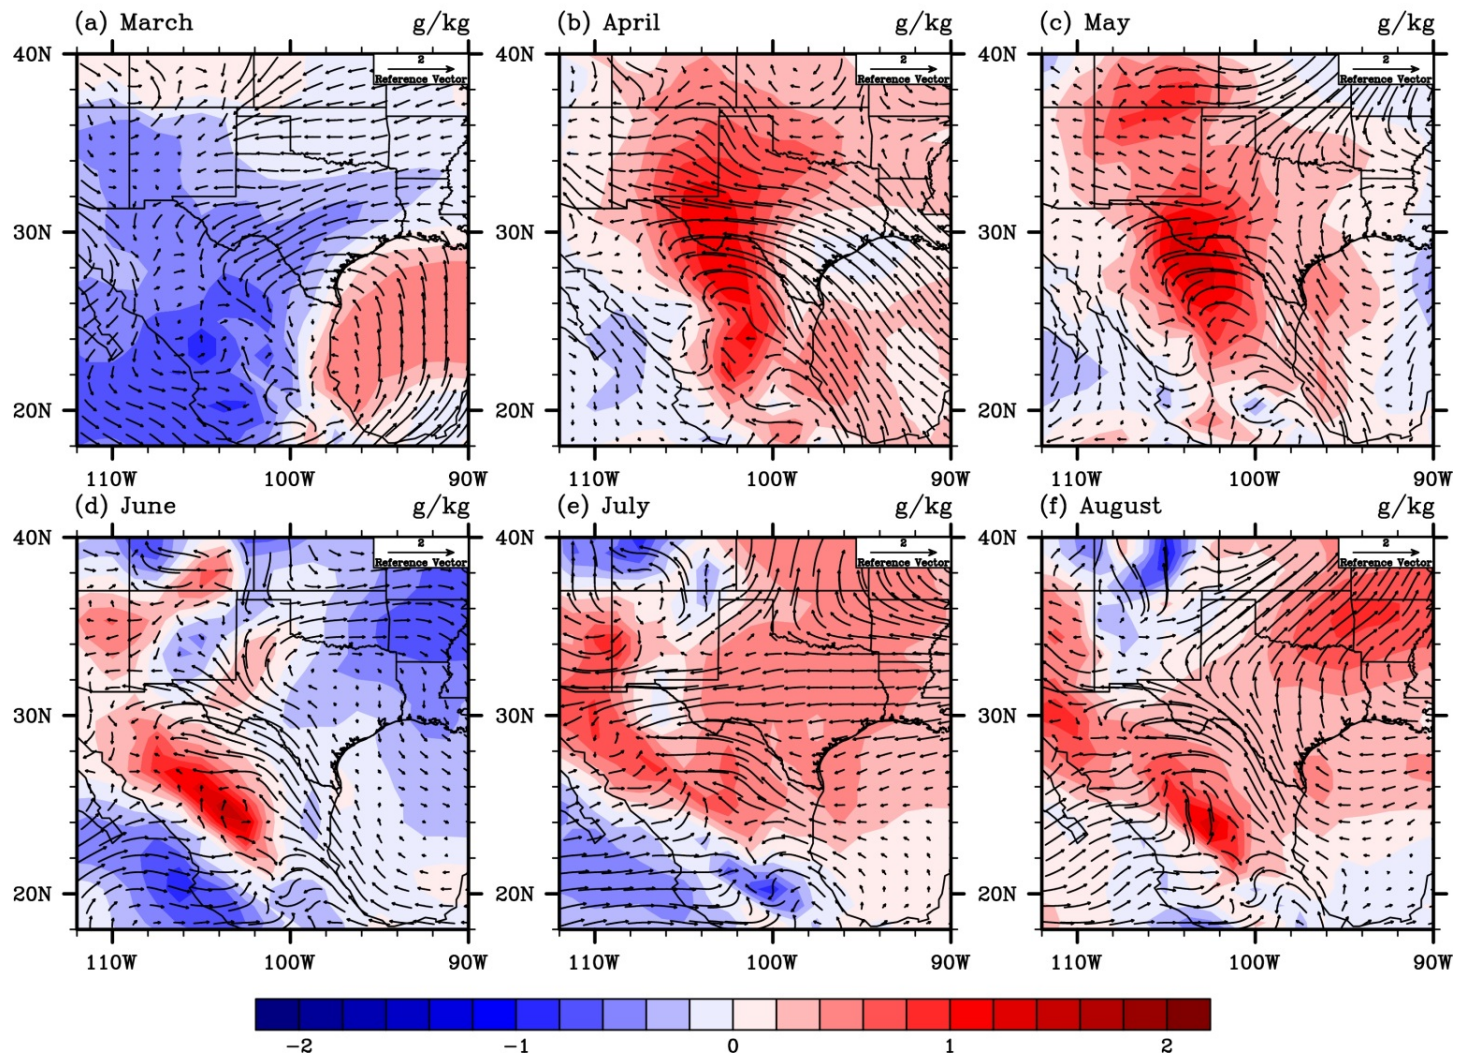 (a) March g/kg (b) April g/kg (c) May g/kg
40N 2 40N 2 40N 2
Reference Vector Reference Vector Reference Vector
30N 30N 30N
20N 20N 20N
110W 100W 90W 110W 100W 90W 110W 100W 90W
(d) June g/kg (e) July g/kg (f) August g/kg
40N 2 40N 2 40N 2
Reference Vector Reference Vector Reference Vector
30N 30N 30N
20N 20N 20N
110W 100W 90W 110W 100W 90W 110W 100W 90W
−2 −1 0 1 2